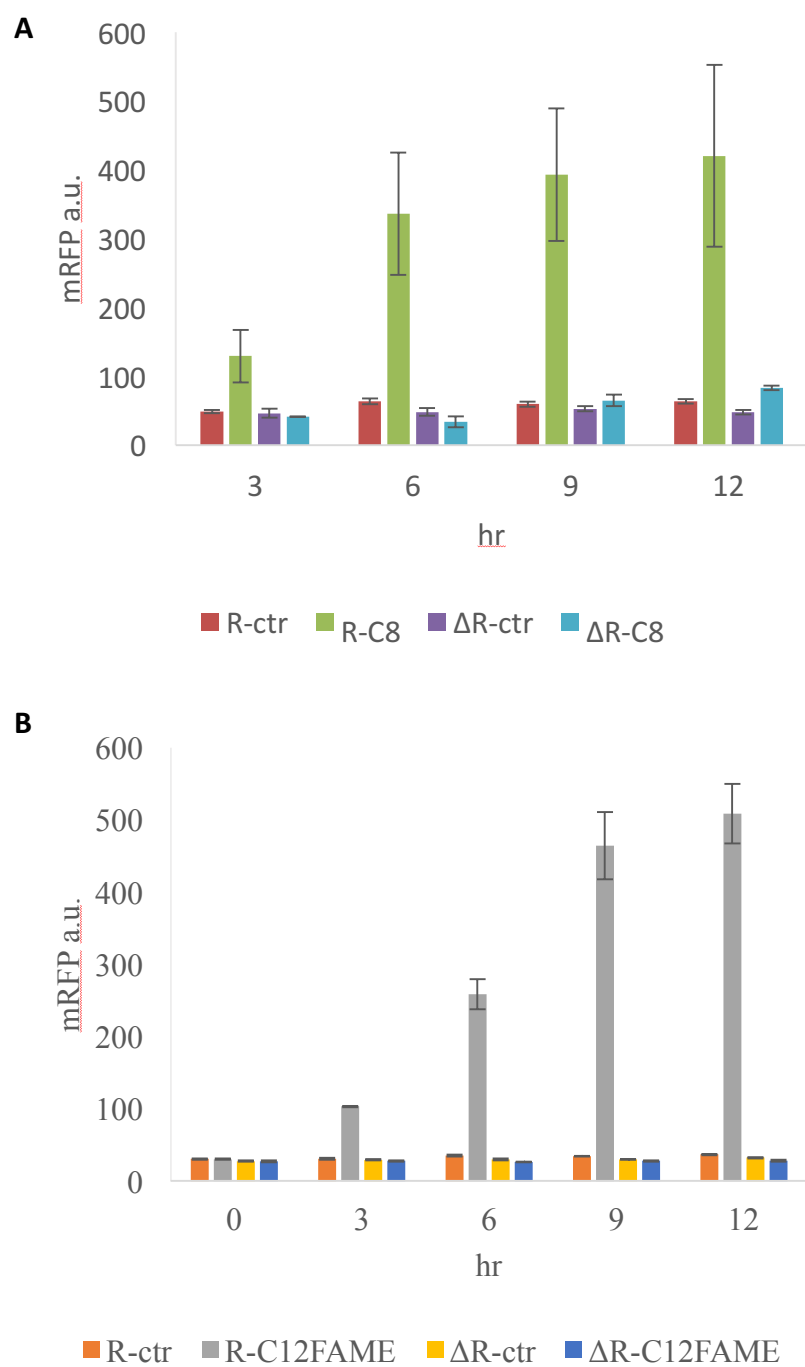 A
600
500
400
300
200
100
0
mRFP a.u.
3 6 9 12
hr
R-ctr R-C8 ΔR-ctr ΔR-C8
B
600
500
400
300
200
100
0
mRFP a.u.
0 3 6 9 12
hr
R-ctr R-C12FAME ΔR-ctr ΔR-C12FAME